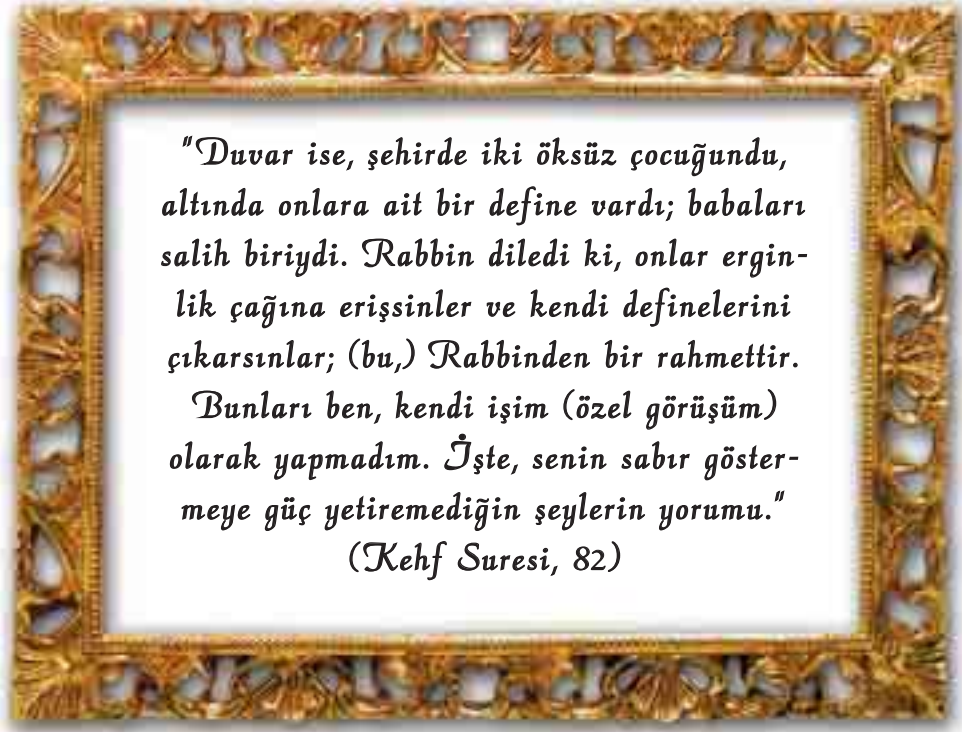 "Duvar ise, şehirde iki öksüz çocuğundu,
altında onlara ait bir define vardı; babaları
salih biriydi. Rabbin diledi ki, onlar ergin-
lik çağına erişsinler ve kendi definelerini
çıkarsınlar; (bu,) Rabbinden bir rahmettir.
Bunları ben, kendi işim (özel görüşüm)
olarak yapmadım. İşte, senin sabır göster-
meye güç yetiremediğin şeylerin yorumu."
(Kehf Suresi, 82)